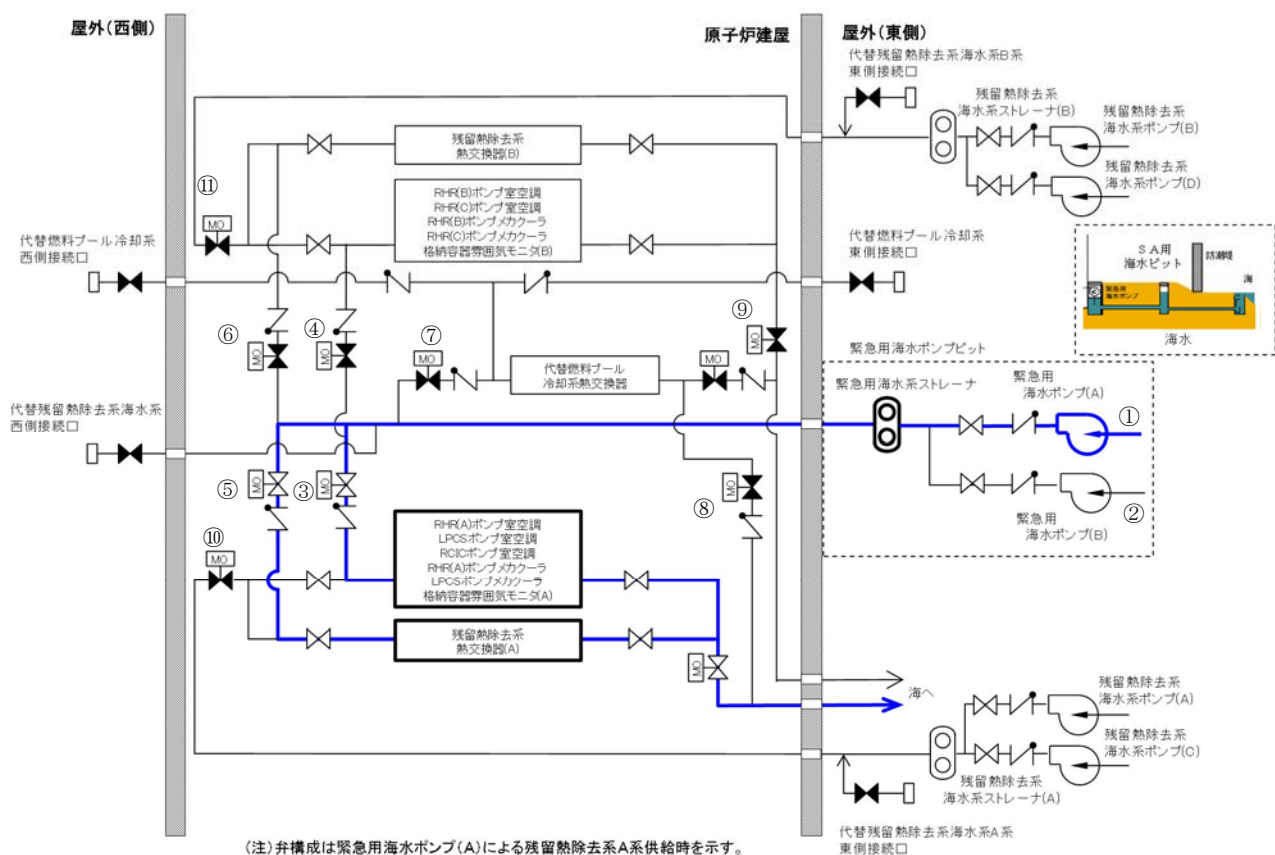 屋外(西側)
原子炉建屋
屋外(東側)
代替残留熱除去系海水系B系
東側接続口
残留熱除去系
海水系ストレーナ(B)
残留熱除去系
海水系ポンプ(B)
残留熱除去系
海水系ポンプ(D)
残留熱除去系
熱交換器(B)
⑪
MO
RHR(B)ポンプ室空調
RHR(C)ポンプ室空調
RHR(B)ポンプメカクーラ
RHR(C)ポンプメカクーラ
格納容器雰囲気モニタ(B)
代替燃料プール冷却系
西側接続口
代替燃料プール冷却系
東側接続口
SA用
海水ピット
防潮堤
海
緊急用
海水ポンプ
海水
⑥
MO
④
MO
⑦
MO
代替燃料プール
冷却系熱交換器
MO
⑨
MO
緊急用海水ポンプピット
緊急用海水系ストレーナ
緊急用
海水ポンプ(A)
①
緊急用
海水ポンプ(B)
②
代替残留熱除去系海水系
西側接続口
⑤
MO
③
MO
⑧
MO
⑩
MO
RHR(A)ポンプ室空調
LPCSポンプ室空調
RCICポンプ室空調
RHR(A)ポンプメカクーラ
LPCSポンプメカクーラ
格納容器雰囲気モニタ(A)
残留熱除去系
熱交換器(A)
MO
海へ
残留熱除去系
海水系ポンプ(A)
残留熱除去系
海水系ポンプ(C)
残留熱除去系
海水系ストレーナ(A)
代替残留熱除去系海水系A系
東側接続口
(注)弁構成は緊急用海水ポンプ(A)による残留熱除去系A系供給時を示す。